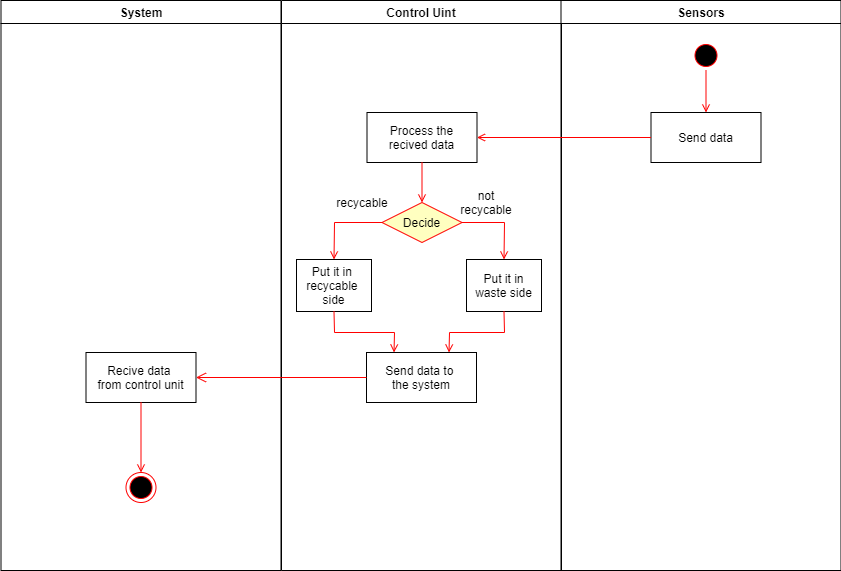 System
Control Uint
Sensors
Send data
Process the
recived data
Decide
recycable
not
recycable
Put it in
recycable
side
Put it in
waste side
Send data to
the system
Recive data
from control unit